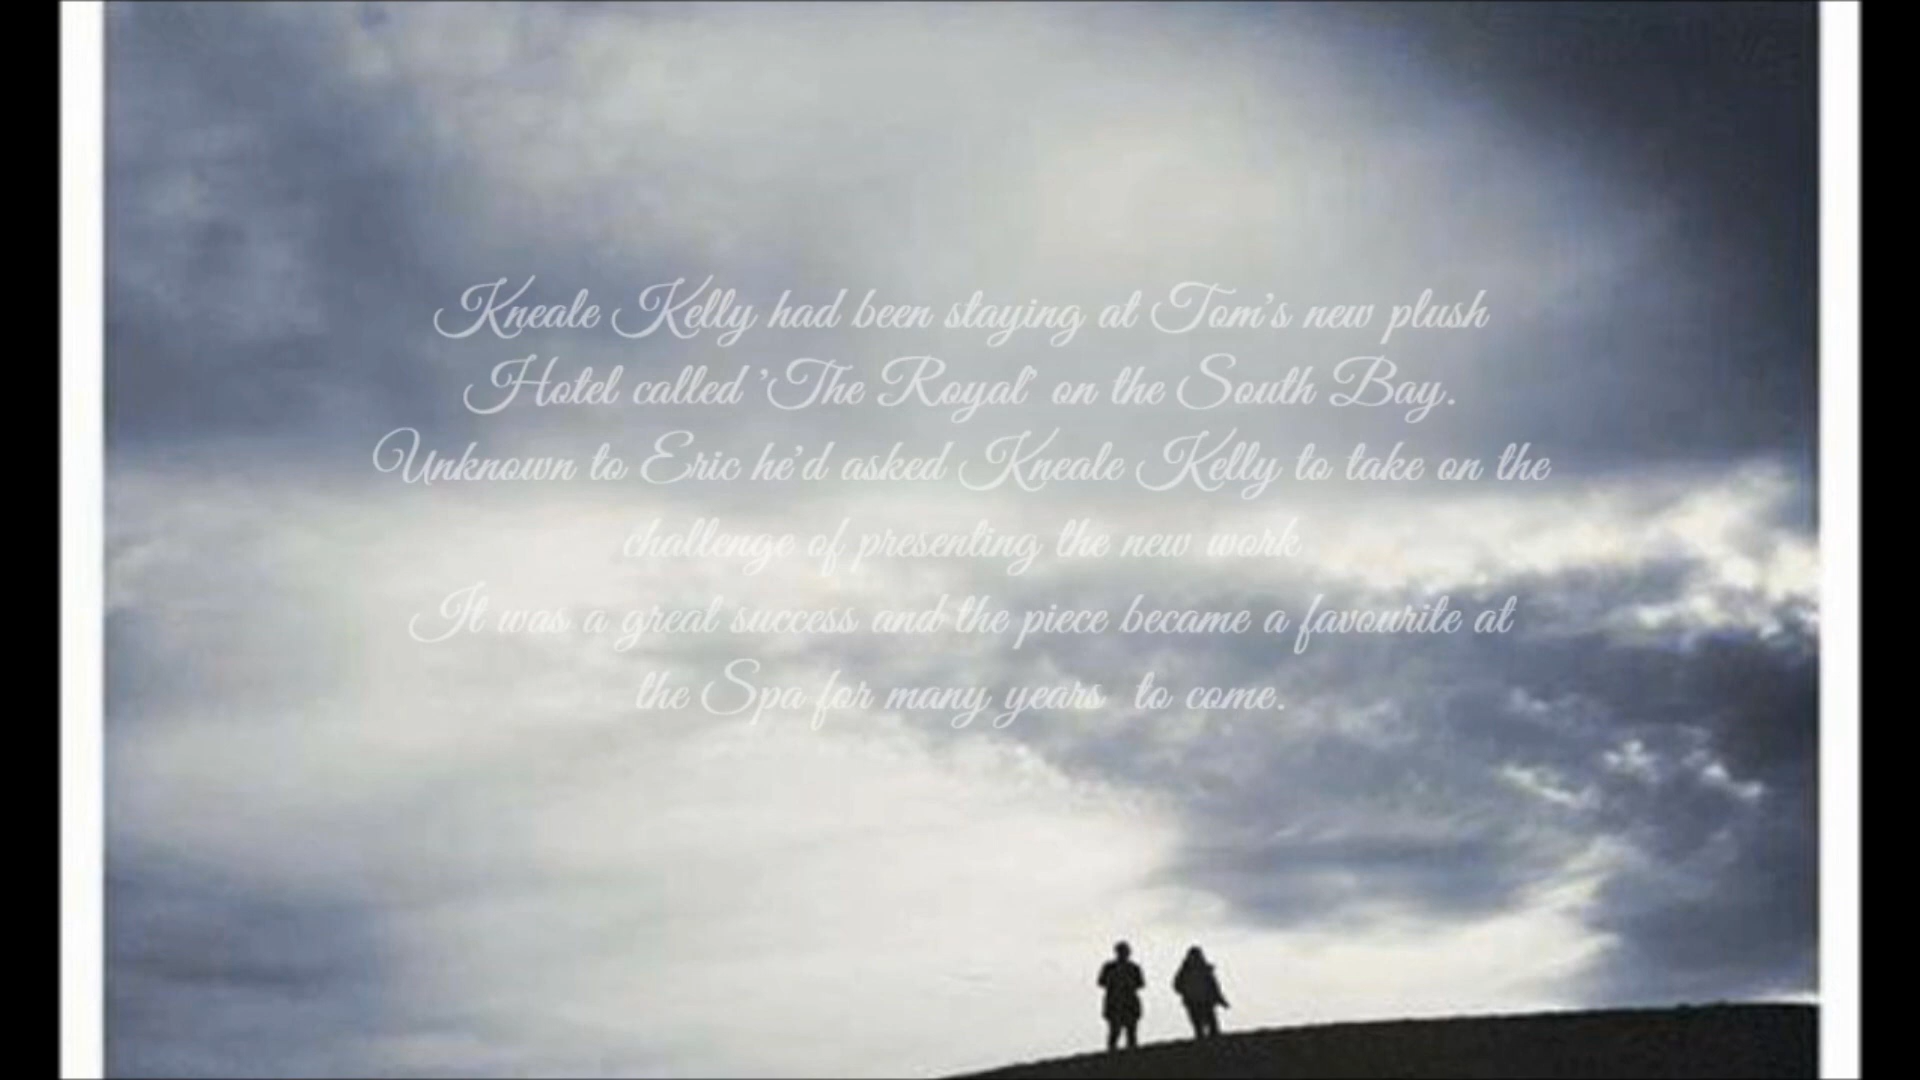 Kneale Kelly had been staying at Tom's new plush
Hotel called 'The Royal' on the South Bay.
Unknown to Eric he'd asked Kneale Kelly to take on the
challenge of presenting the new work
It was a great success and the piece became a favourite at
the Spa for many years to come.